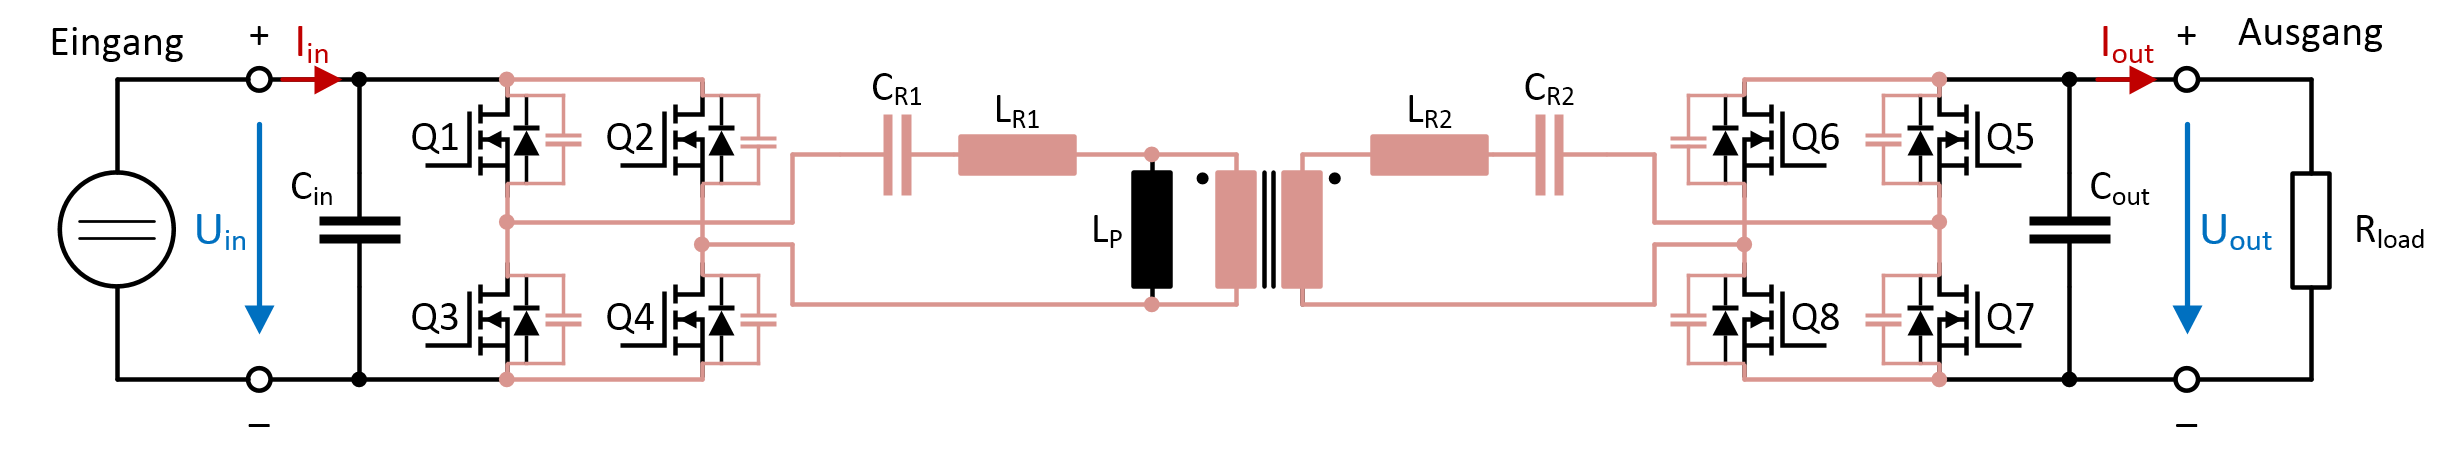 Eingang
+
Iin
Uin
Cin
–
Q1
Q2
Q3
Q4
CR1
LR1
LP
LR2
CR2
Q6
Q5
Q8
Q7
Cout
Iout
+
Ausgang
Uout
Rload
–